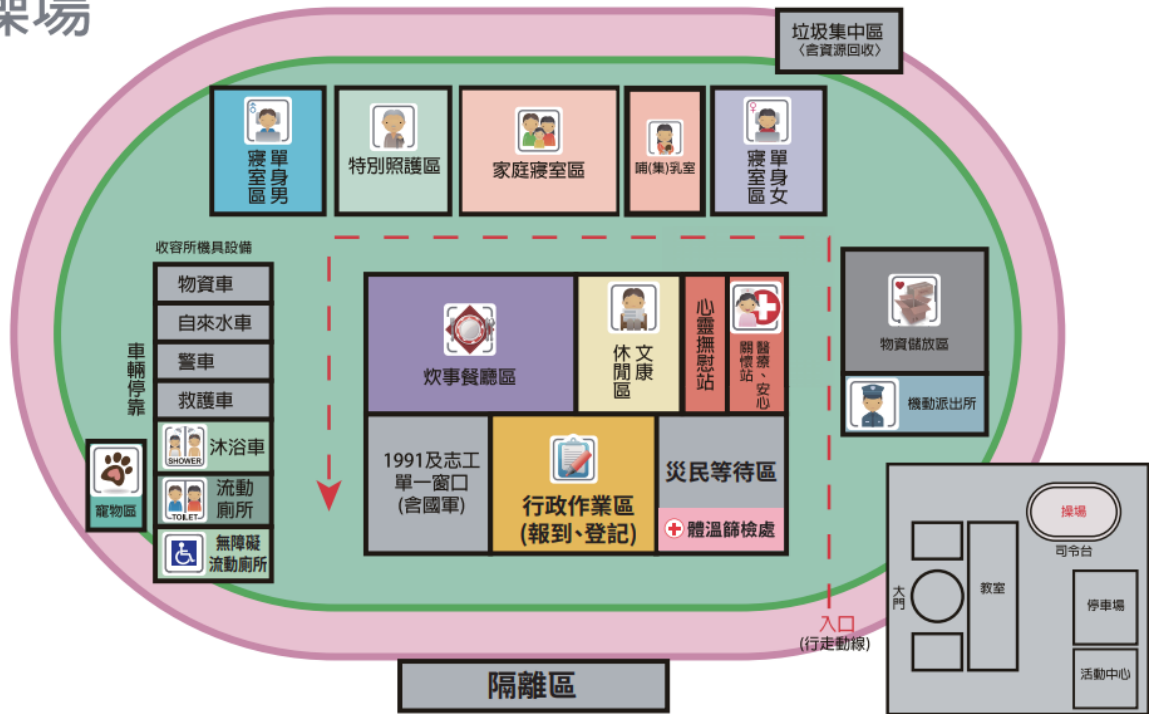 操場
垃圾集中區
〈含資源回收〉
單身男
寢室區
特別照護區
家庭寢室區
哺(集)乳室
單身女
寢室區
收容所機具設備
物資車
自來水車
警車
救護車
SHOWER
沐浴車
TOILET
流動
廁所
無障礙
流動廁所
車輛停靠
寵物區
炊事餐廳區
文康
休閒區
心靈撫慰站
醫療、安心
關懷站
1991及志工
單一窗口
(含國軍)
行政作業區
(報到、登記)
災民等待區
體溫篩檢處
物資儲放區
機動派出所
入口
(行走動線)
隔離區
操場
司令台
大門
教室
停車場
活動中心